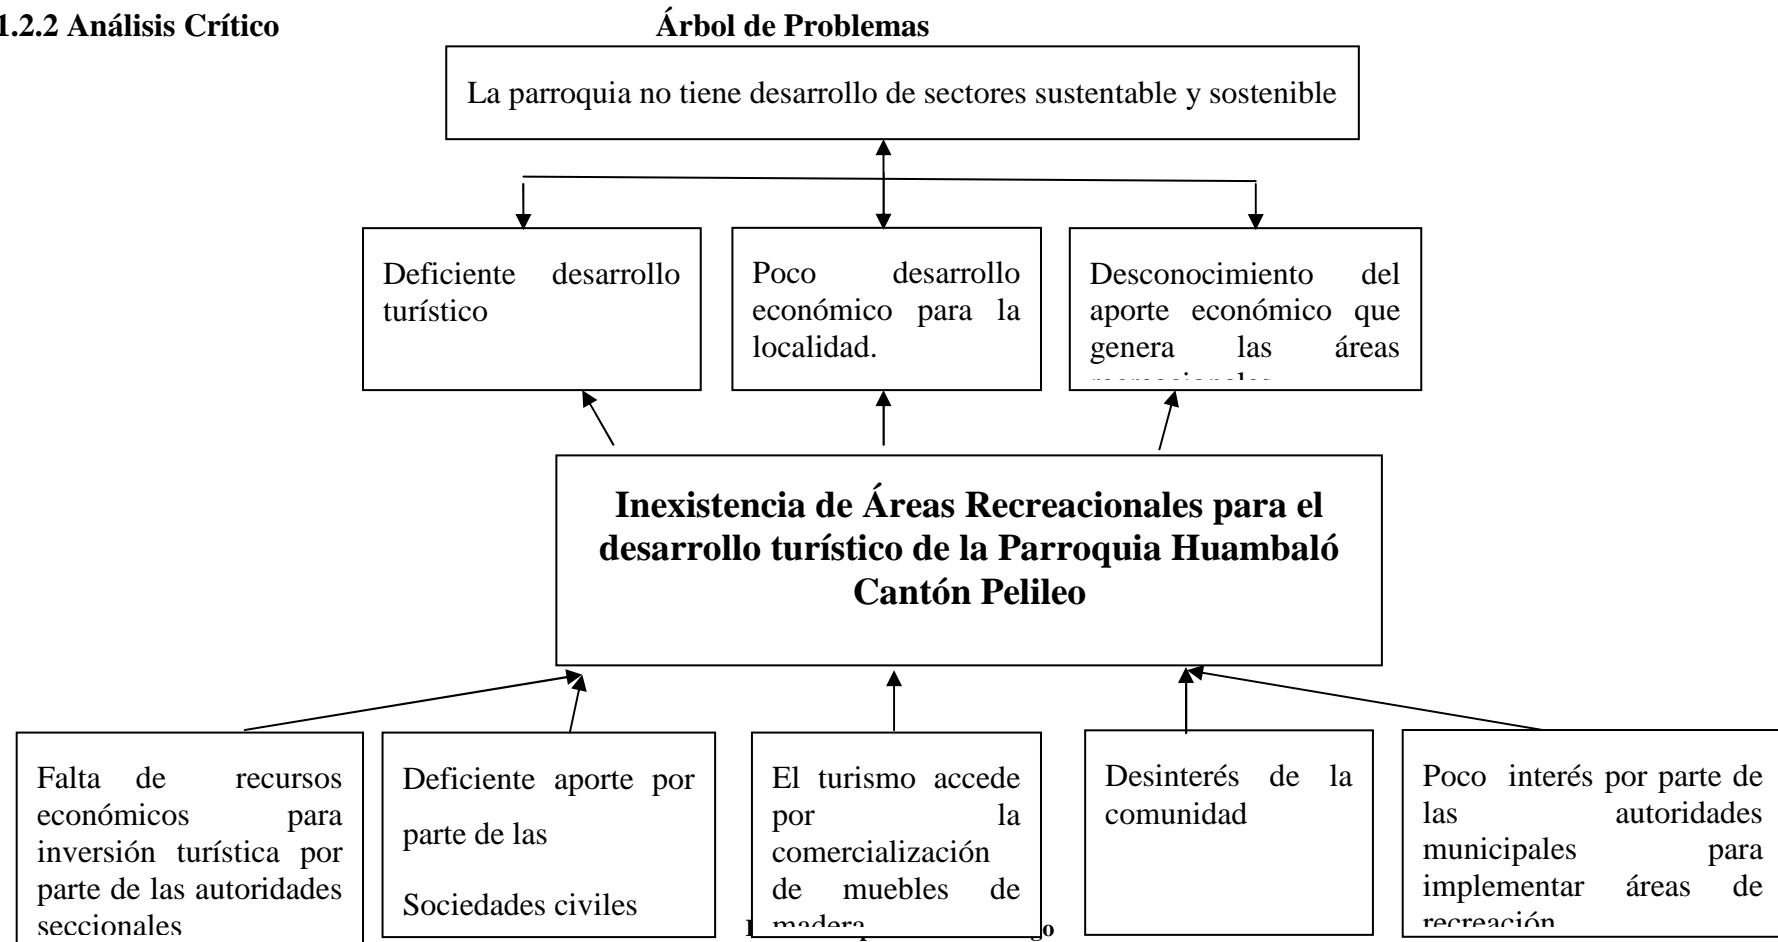 1.2.2 Análisis Crítico
Árbol de Problemas
La parroquia no tiene desarrollo de sectores sustentable y sostenible
Deficiente desarrollo
turístico
Poco desarrollo
económico para la
localidad.
Desconocimiento del
aporte económico que
genera las áreas
recreacionales
Inexistencia de Áreas Recreacionales para el
desarrollo turístico de la Parroquia Huambaló
Cantón Pelileo
Falta de recursos
económicos para
inversión turística por
parte de las autoridades
seccionales
Deficiente aporte por
parte de las
Sociedades civiles
El turismo accede
por la
comercialización
de muebles de
madera
Desinterés de la
comunidad
Poco interés por parte de
las autoridades
municipales para
implementar áreas de
recreación